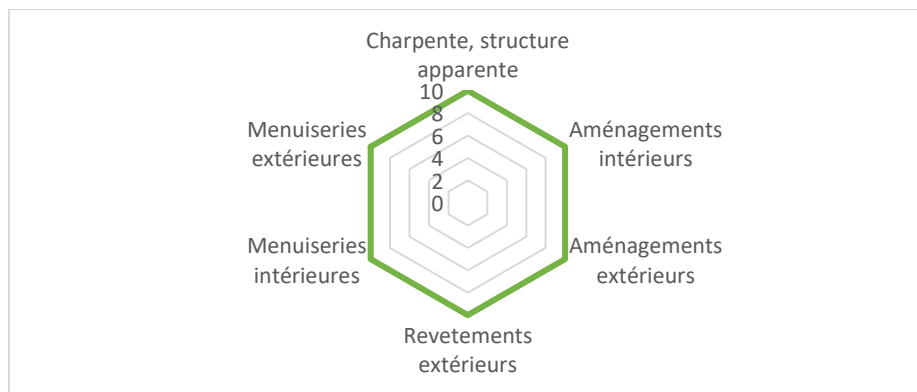 Charpente, structure
apparente
10
8
6
4
2
0
Aménagements
intérieurs
Aménagements
extérieurs
Revetements
extérieurs
Menuiseries
intérieures
Menuiseries
extérieures